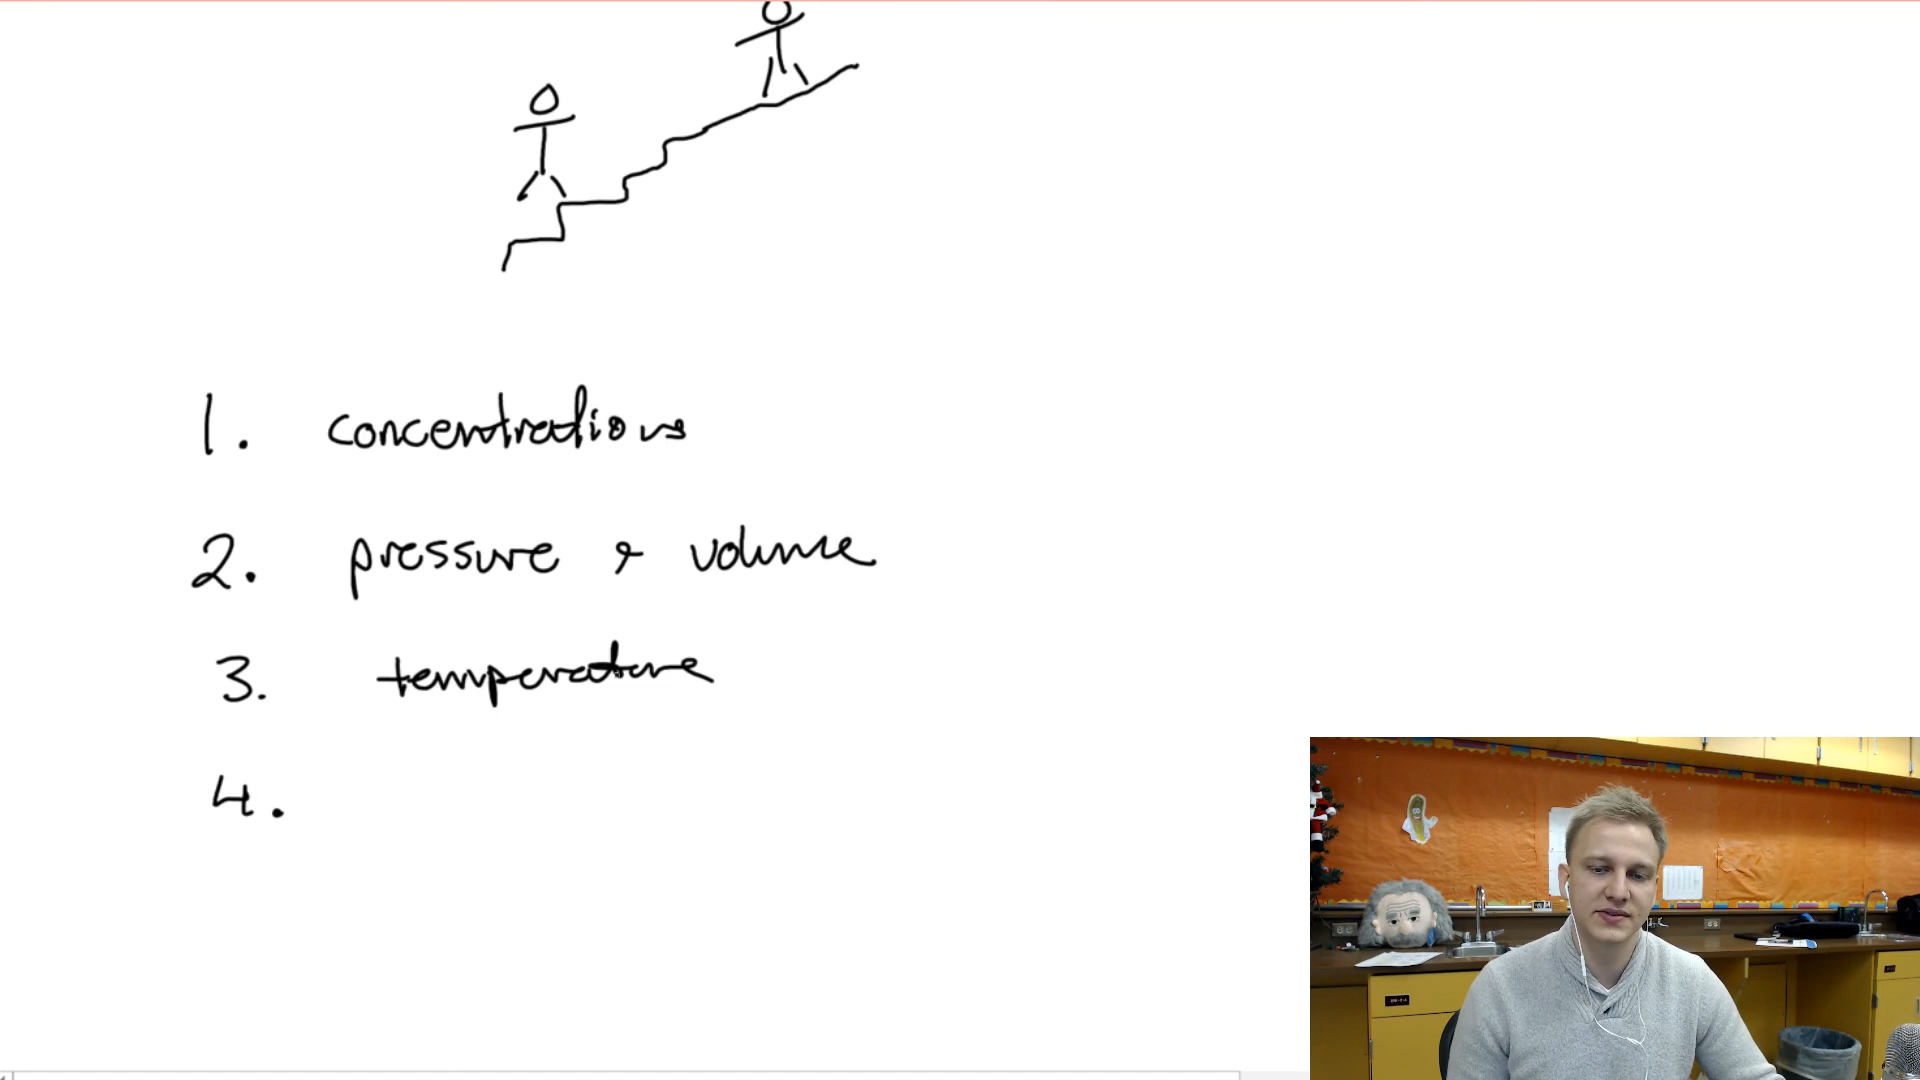 1. concentrations
2. pressure & volume
3. temperature
4.